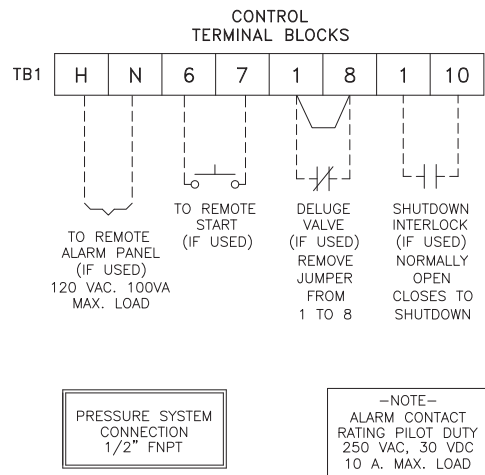 CONTROL
TERMINAL BLOCKS
TB1 H N 6 7 1 8 1 10
TO REMOTE
ALARM PANEL
(IF USED)
120 VAC. 100VA
MAX. LOAD
TO REMOTE
START
(IF USED)
DELUGE
VALVE
(IF USED)
REMOVE
JUMPER
FROM
1 TO 8
SHUTDOWN
INTERLOCK
(IF USED)
NORMALLY
OPEN
CLOSES TO
SHUTDOWN
PRESSURE SYSTEM
CONNECTION
1/2" FNPT
—NOTE—
ALARM CONTACT
RATING PILOT DUTY
250 VAC, 30 VDC
10 A. MAX. LOAD